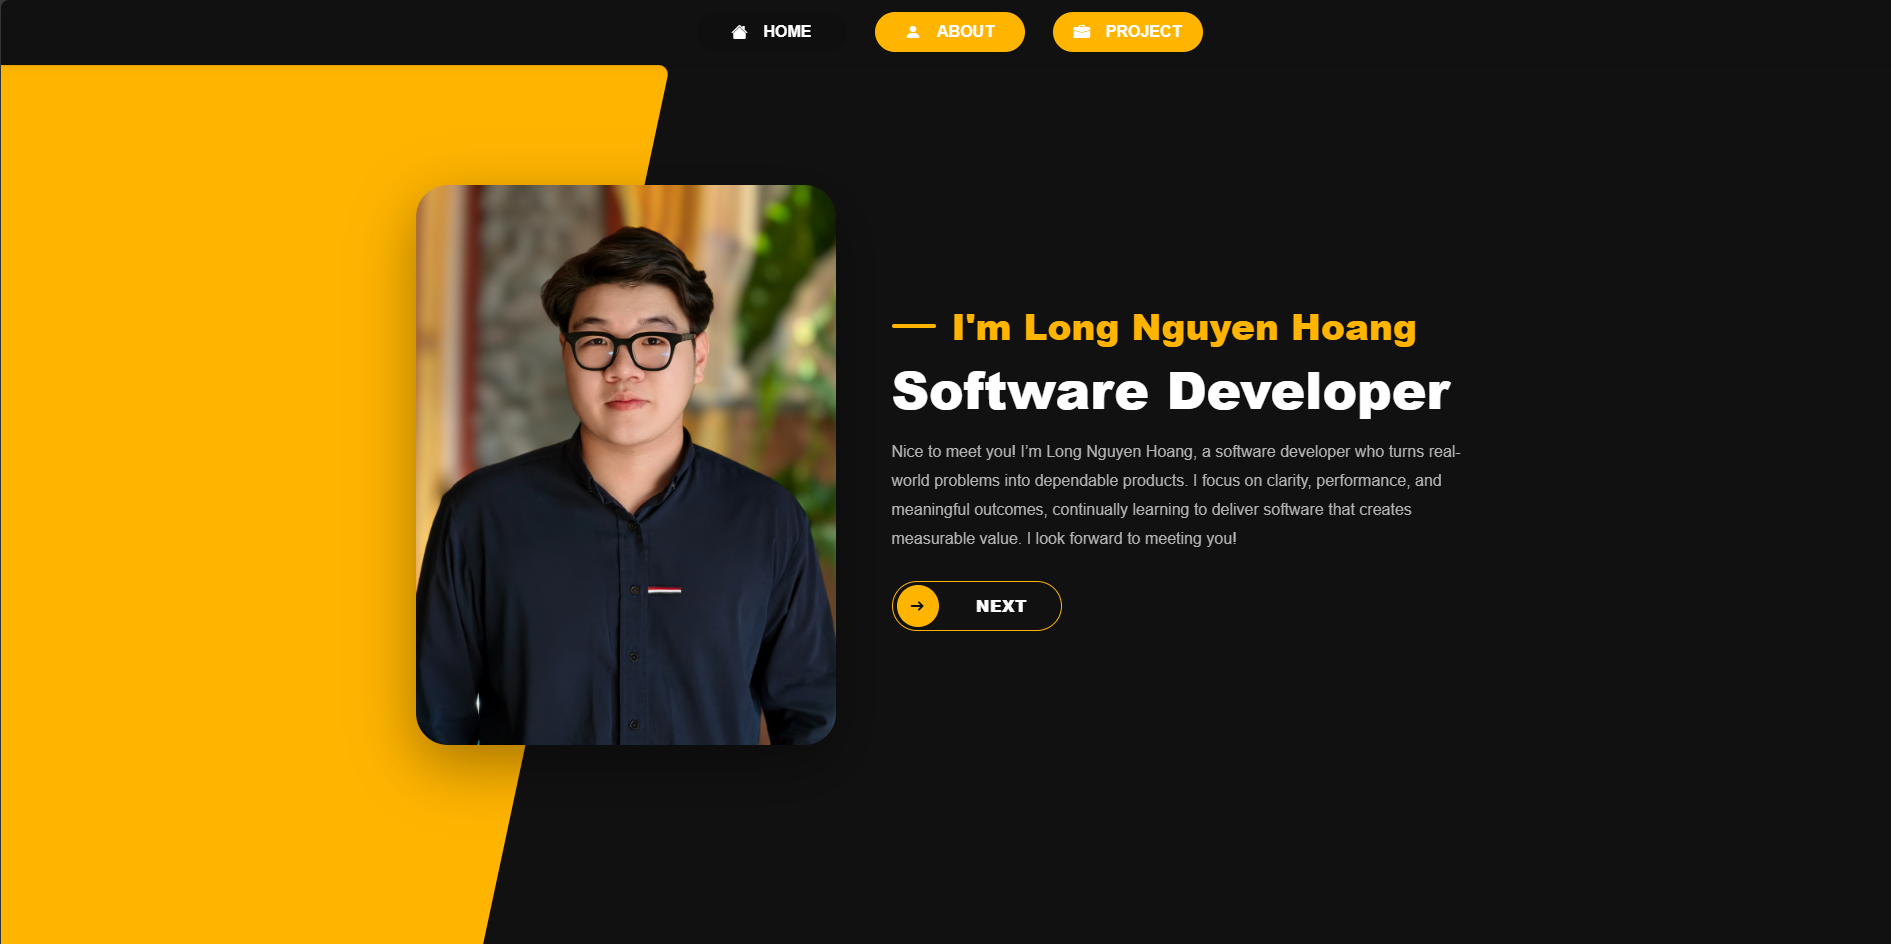 HOME
ABOUT
PROJECT
I'm Long Nguyen Hoang
Software Developer
Nice to meet you! I’m Long Nguyen Hoang, a software developer who turns real-
world problems into dependable products. I focus on clarity, performance, and
meaningful outcomes, continually learning to deliver software that creates
measurable value. I look forward to meeting you!
NEXT